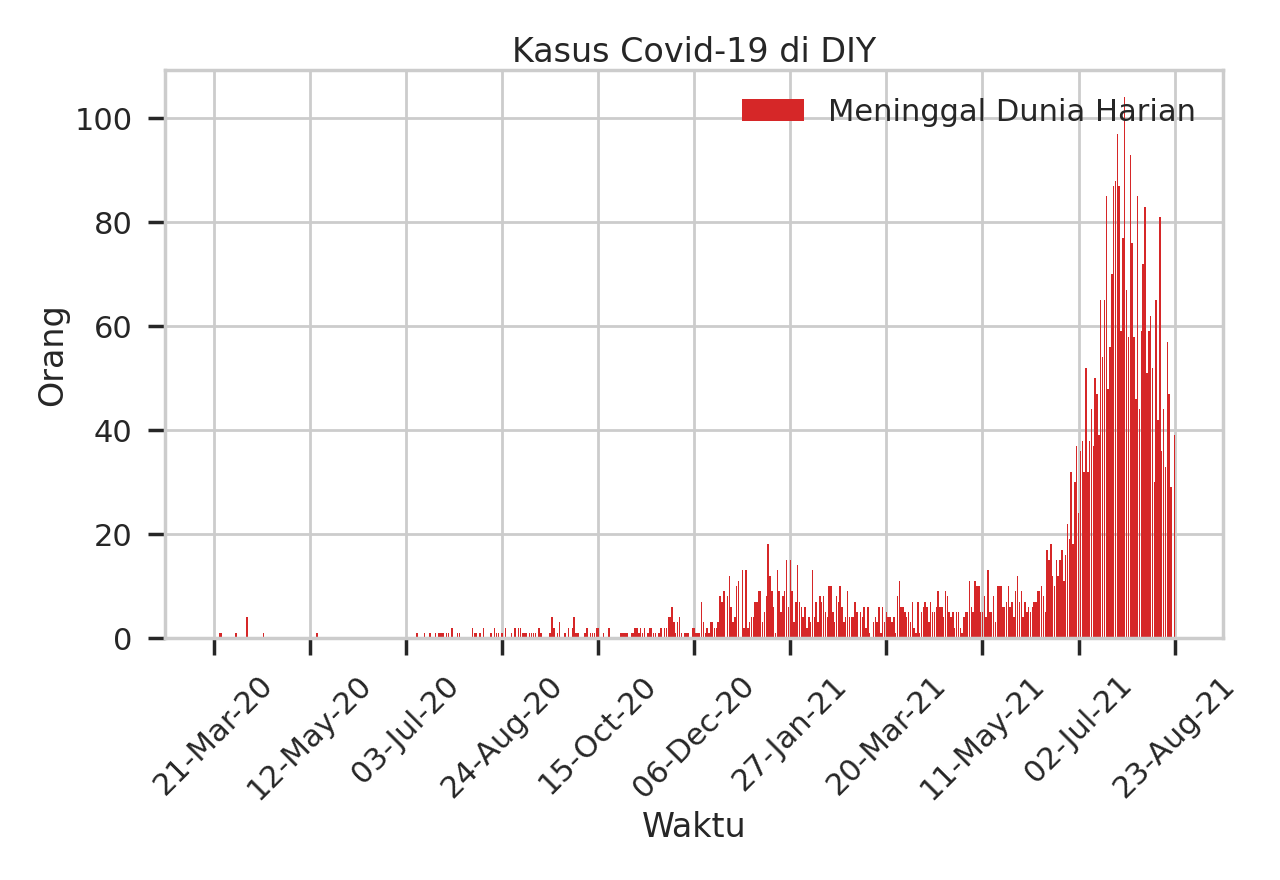 Kasus Covid-19 di DIY
Meninggal Dunia Harian
100
80
60
40
20
0
Orang
21-Mar-20
12-May-20
03-Jul-20
24-Aug-20
15-Oct-20
06-Dec-20
27-Jan-21
20-Mar-21
11-May-21
02-Jul-21
23-Aug-21
Waktu